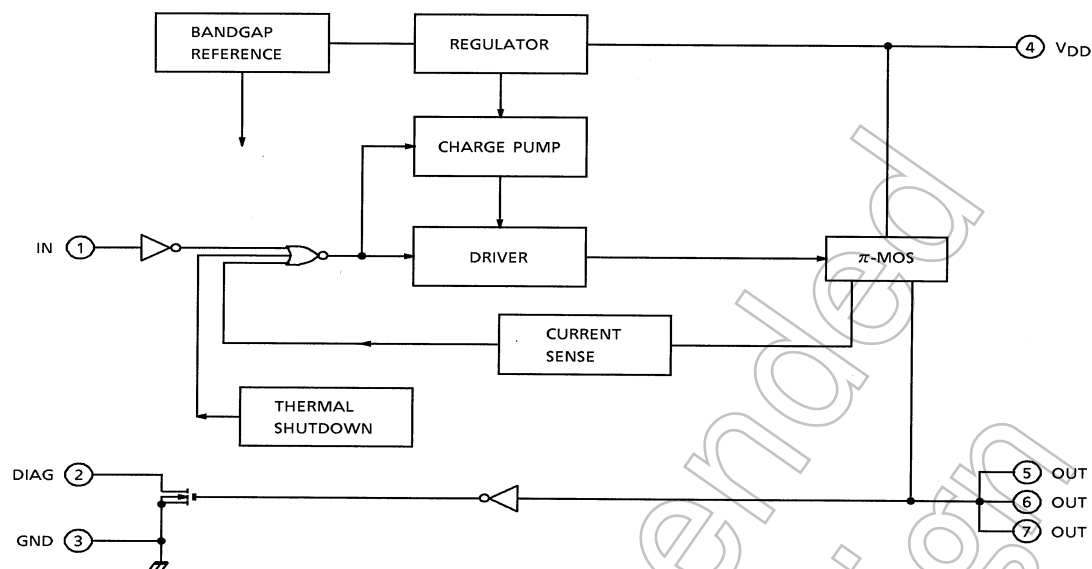 BANDGAP
REFERENCE
REGULATOR
4 VDD
CHARGE PUMP
IN 1
DRIVER
π-MOS
CURRENT
SENSE
THERMAL
SHUTDOWN
DIAG 2
5 OUT
6 OUT
GND 3
7 OUT